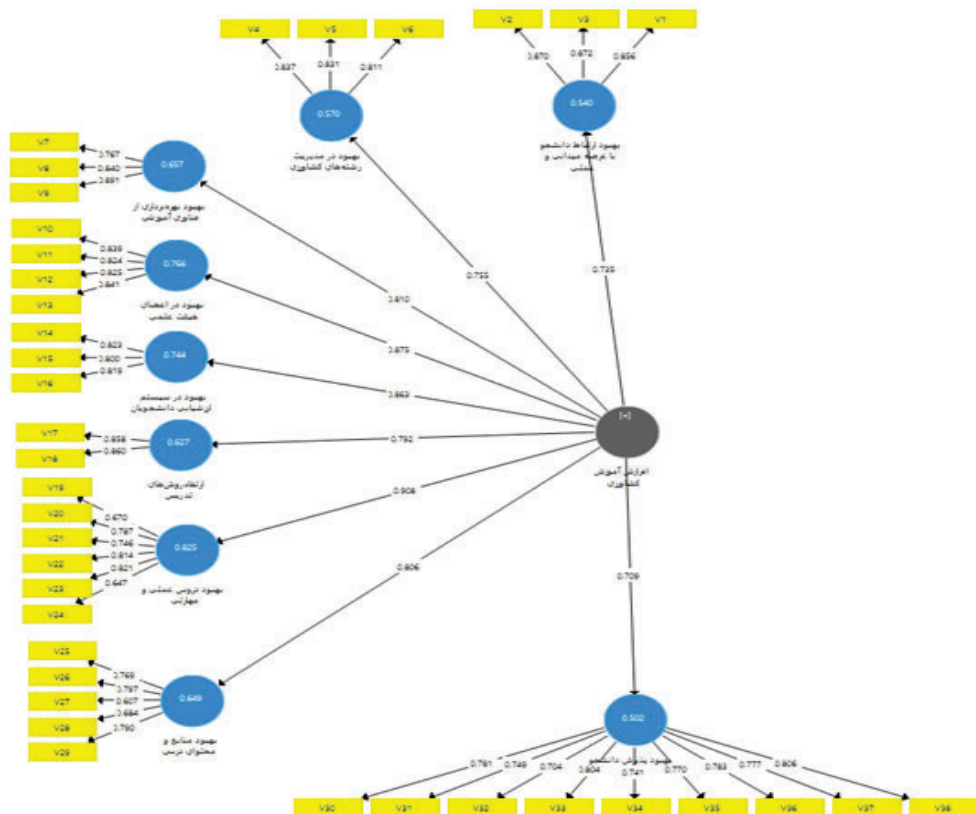 V4 V5 V6
V2 V3 V1
0.837 0.831 0.811
0.870 0.872 0.856
0.570
0.540
بهبود در مدیریت
رشته‌های کشاورزی
بهبود ارتباط دانشجو
با عرصه میدانی و
عملی
V7
V8
V9
0.767
0.840
0.891
0.657
بهبود بهره‌برداری از
فناوری آموزشی
V10
V11
V12
V13
0.839
0.824
0.825
0.841
0.766
بهبود در اعضای
هیئت علمی
V14
V15
V16
0.823
0.800
0.819
0.744
بهبود در سیستم
ارزشیابی دانشجویان
V17
V18
0.858
0.860
0.627
ارتقاءروش‌های
تدریس
V19
V20
V21
V22
V23
V24
0.670
0.787
0.746
0.814
0.821
0.647
0.825
بهبود دروس عملی و
مهارتی
V25
V26
V27
V28
V29
0.769
0.797
0.607
0.684
0.790
0.649
بهبود منابع و
محتوای درسی
0.755
0.735
0.810
0.875
0.863
0.792
0.908
0.806
0.709
[+]
آموزش
کشاورزی
0.502
بهبود پذیرش دانشجو
0.781 0.749 0.704 0.804 0.741 0.770 0.783 0.777 0.806
V30 V31 V32 V33 V34 V35 V36 V37 V38